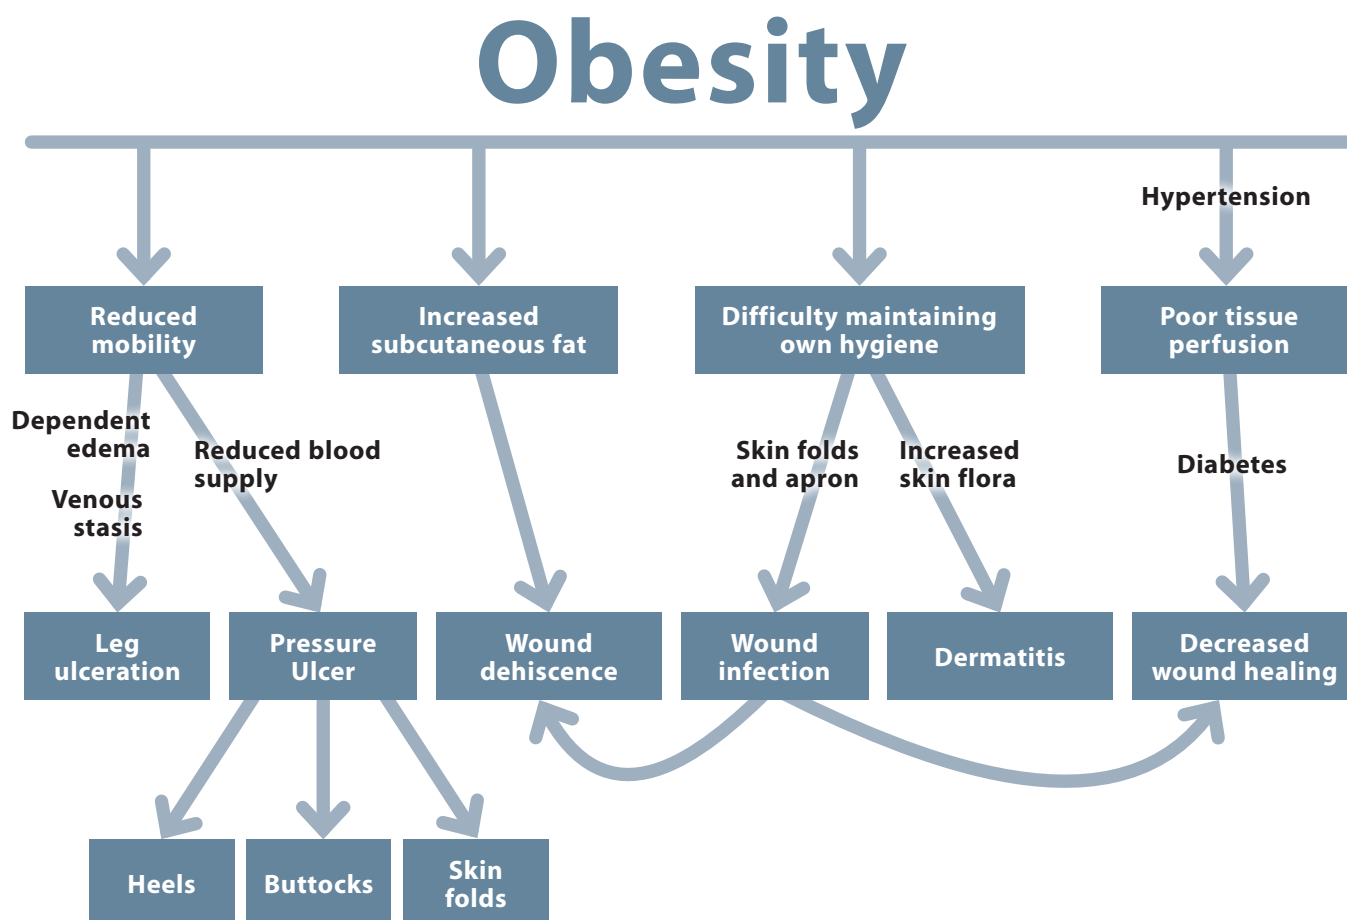 Obesity
Hypertension
Reduced
mobility
Increased
subcutaneous fat
Difficulty maintaining
own hygiene
Poor tissue
perfusion
Dependent
edema
Venous
stasis
Reduced blood
supply
Skin folds
and apron
Increased
skin flora
Diabetes
Leg
ulceration
Pressure
Ulcer
Wound
dehiscence
Wound
infection
Dermatitis
Decreased
wound healing
Heels
Buttocks
Skin
folds